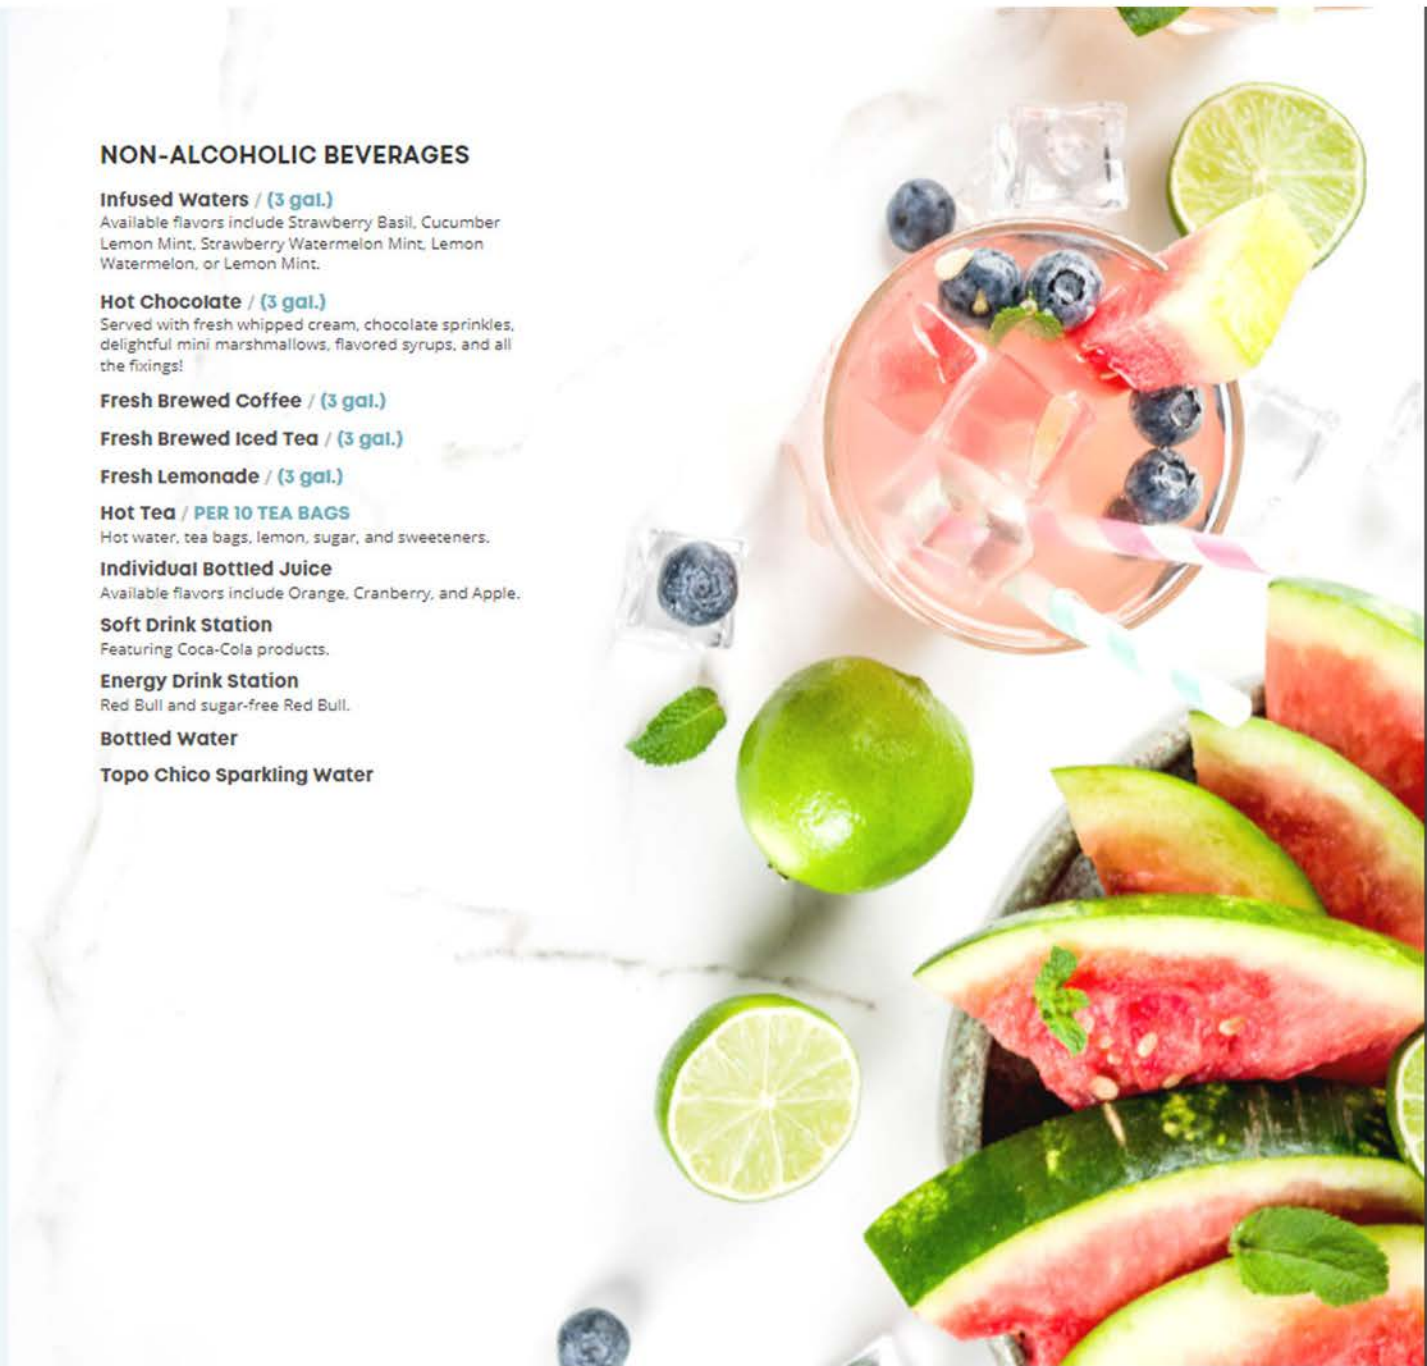 NON-ALCOHOLIC BEVERAGES
Infused Waters / (3 gal.)
Available flavors include Strawberry Basil, Cucumber
Lemon Mint, Strawberry Watermelon Mint, Lemon
Watermelon, or Lemon Mint.
Hot Chocolate / (3 gal.)
Served with fresh whipped cream, chocolate sprinkles,
delightful mini marshmallows, flavored syrups, and all
the fixings!
Fresh Brewed Coffee / (3 gal.)
Fresh Brewed Iced Tea / (3 gal.)
Fresh Lemonade / (3 gal.)
Hot Tea / PER 10 TEA BAGS
Hot water, tea bags, lemon, sugar, and sweeteners.
Individual Bottled Juice
Available flavors include Orange, Cranberry, and Apple.
Soft Drink Station
Featuring Coca-Cola products.
Energy Drink Station
Red Bull and sugar-free Red Bull.
Bottled Water
Topo Chico Sparkling Water